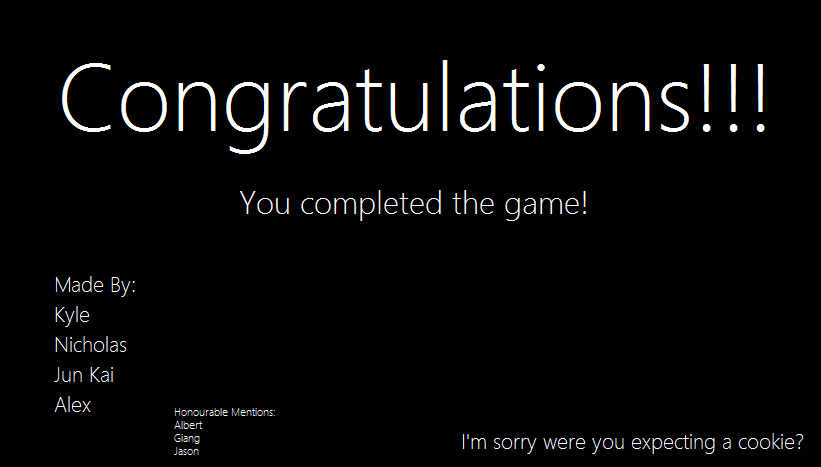 Congratulations!!!
You completed the game!
Made By:
Kyle
Nicholas
Jun Kai
Alex
Honourable Mentions:
Albert
Giang
Jason
I'm sorry were you expecting a cookie?